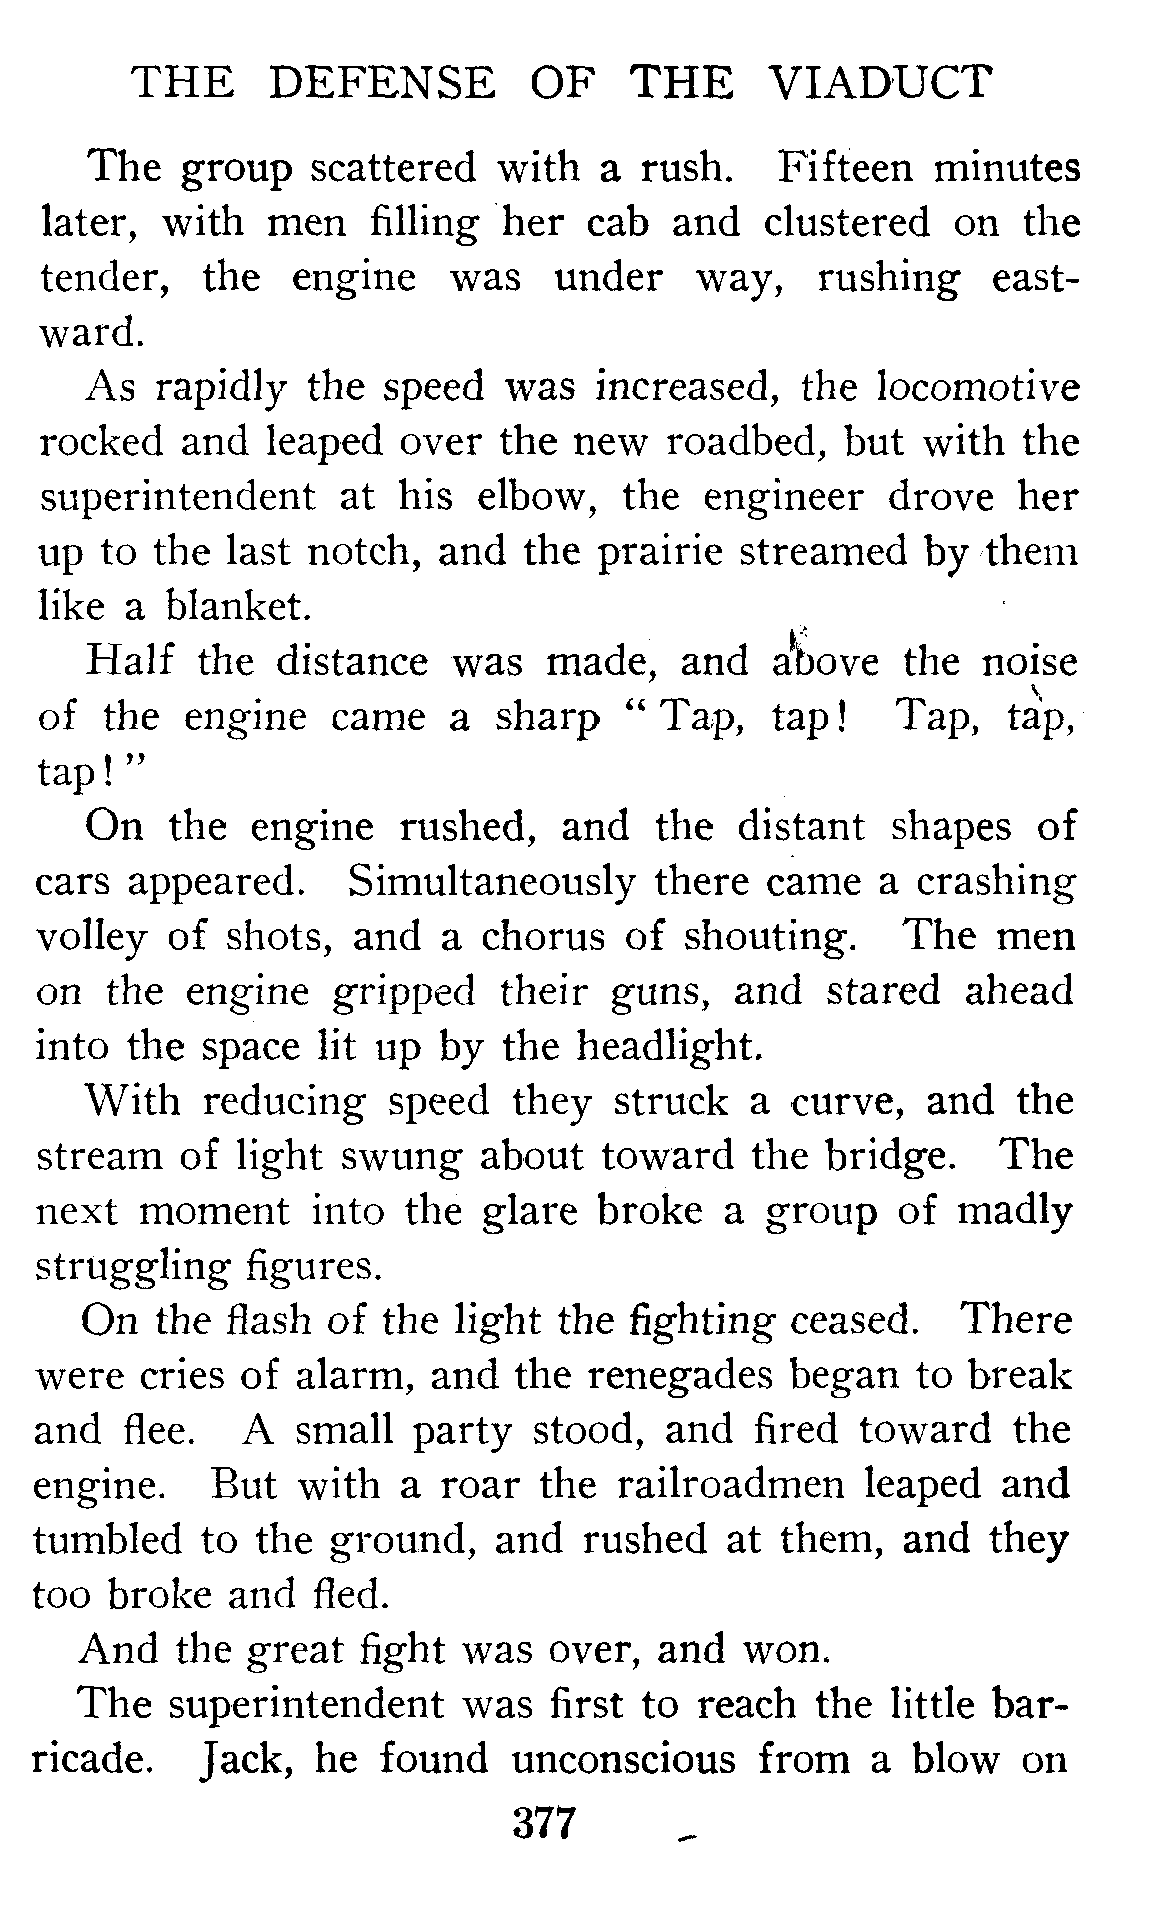 THE DEFENSE OF THE VIADUCT
The group scattered with a rush. Fifteen minutes
later, with men filling her cab and clustered on the
tender, the engine was under way, rushing east-
ward.
As rapidly the speed was increased, the locomotive
rocked and leaped over the new roadbed, but with the
superintendent at his elbow, the engineer drove her
up to the last notch, and the prairie streamed by them
like a blanket.
Half the distance was made, and above the noise
of the engine came a sharp “ Tap, tap! Tap, tap,
tap! ”
On the engine rushed, and the distant shapes of
cars appeared. Simultaneously there came a crashing
volley of shots, and a chorus of shouting. The men
on the engine gripped their guns, and stared ahead
into the space lit up by the headlight.
With reducing speed they struck a curve, and the
stream of light swung about toward the bridge. The
next moment into the glare broke a group of madly
struggling figures.
On the flash of the light the fighting ceased. There
were cries of alarm, and the renegades began to break
and flee. A small party stood, and fired toward the
engine. But with a roar the railroadmen leaped and
tumbled to the ground, and rushed at them, and they
too broke and fled.
And the great fight was over, and won.
The superintendent was first to reach the little bar-
ricade. Jack, he found unconscious from a blow on
377